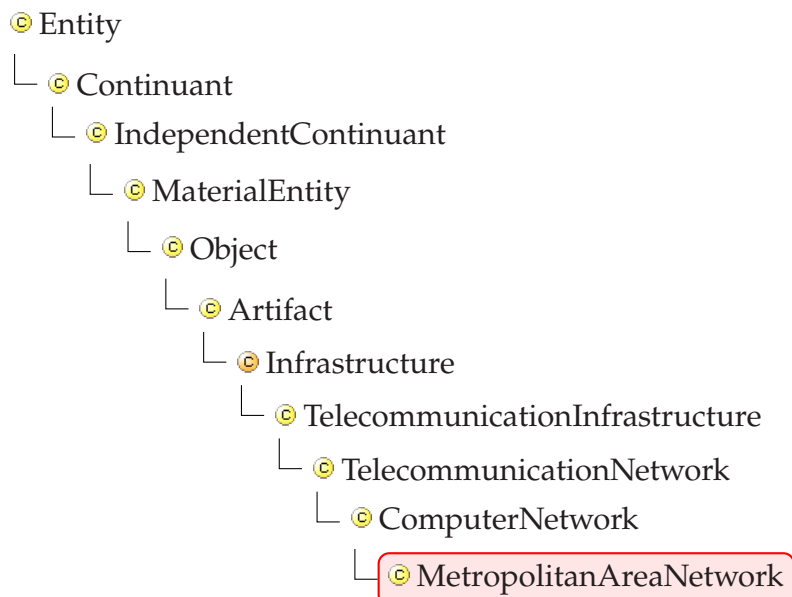 Entity
Continuant
IndependentContinuant
MaterialEntity
Object
Artifact
Infrastructure
TelecommunicationInfrastructure
TelecommunicationNetwork
ComputerNetwork
MetropolitanAreaNetwork